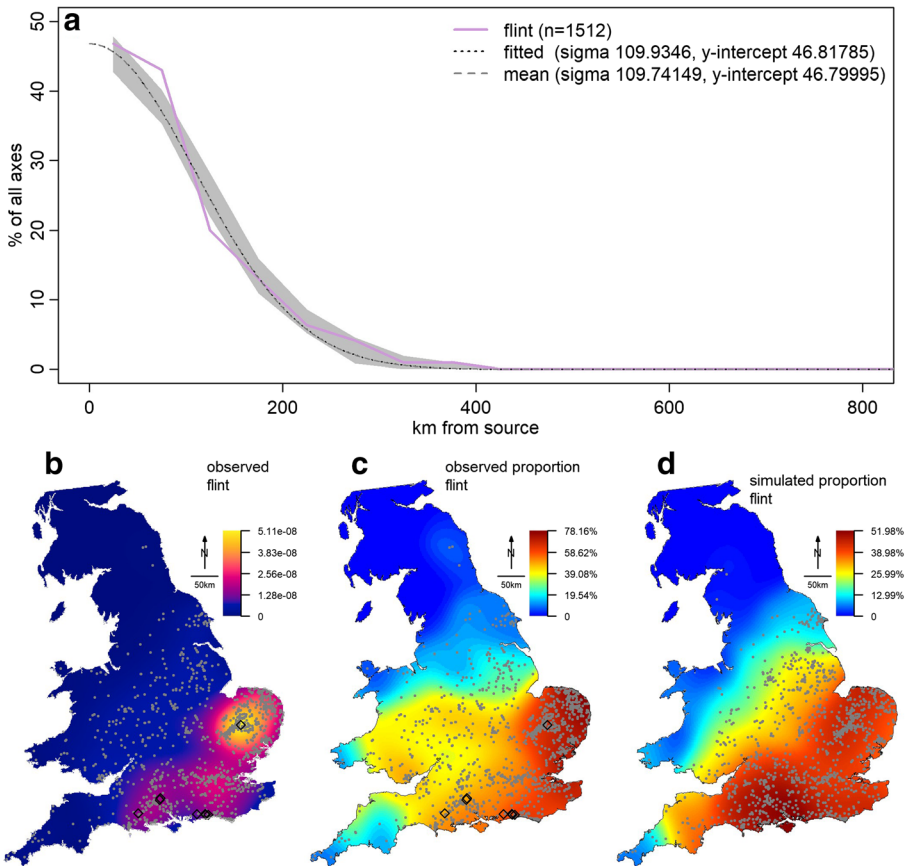 a
50
40
30
20
10
0
% of all axes
flint (n=1512)
fitted (sigma 109.9346, y-intercept 46.81785)
mean (sigma 109.74149, y-intercept 46.79995)
0 200 400 600 800
km from source
b
observed
flint
N
50km
5.11e-08
3.83e-08
2.56e-08
1.28e-08
0
c
observed proportion
flint
N
50km
78.16%
58.62%
39.08%
19.54%
0
d
simulated proportion
flint
N
50km
51.98%
38.98%
25.99%
12.99%
0